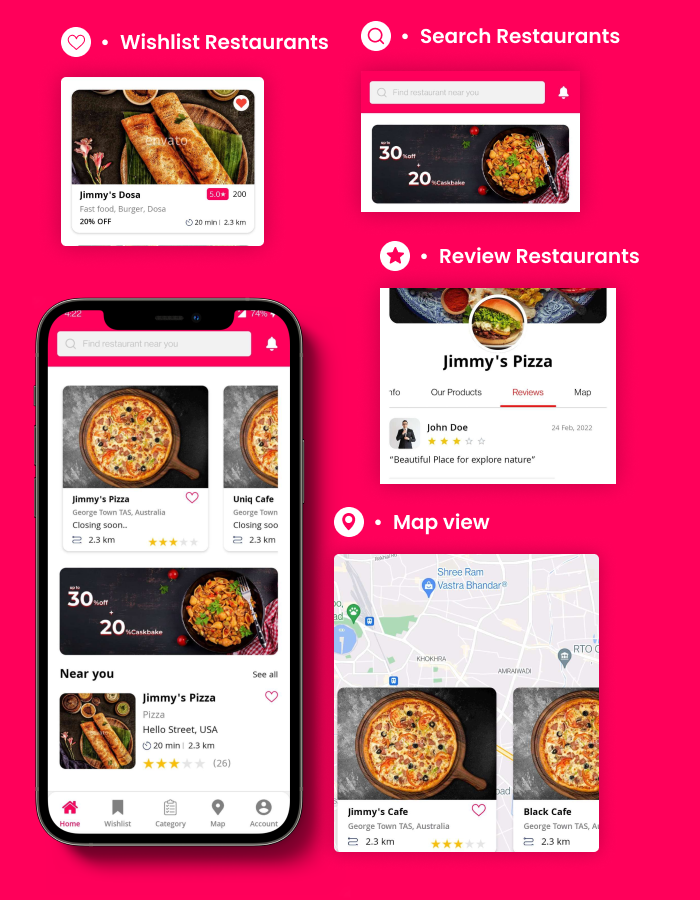 • Wishlist Restaurants
envato
Jimmy's Dosa 5.0★ 200
Fast food, Burger, Dosa
20% OFF 20 min | 2.3 km
• Search Restaurants
Find restaurant near you
up to
30 %off
+
20 %Caskbake
• Review Restaurants
Jimmy's Pizza
nfo Our Products Reviews Map
John Doe 24 Feb, 2022
"Beautiful Place for explore nature"
4:22 74%
Find restaurant near you
Jimmy's Pizza
George Town TAS, Australia
Closing soon..
2.3 km
Uniq Cafe
George Town
Closing soo
2.3 km
up to
30 %off
+
20 %Caskbake
Near you See all
Jimmy's Pizza
Pizza
Hello Street, USA
20 min | 2.3 km
(26)
Home Wishlist Category Map Account
• Map view
Shree Ram
Vastra Bhandar
oo,
ad
KHOKHRA
AMRAIWADI
RTO C
oad
Jimmy's Cafe
George Town TAS, Australia
2.3 km
Black Cafe
George Town TAS, Au
2.3 km